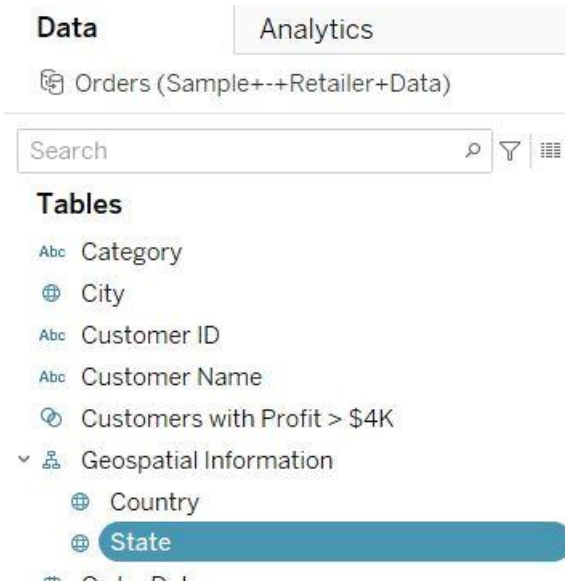 Data Analytics
Orders (Sample+-+Retailer+Data)
Search
Tables
Abc Category
City
Abc Customer ID
Abc Customer Name
Customers with Profit > $4K
Geospatial Information
Country
State